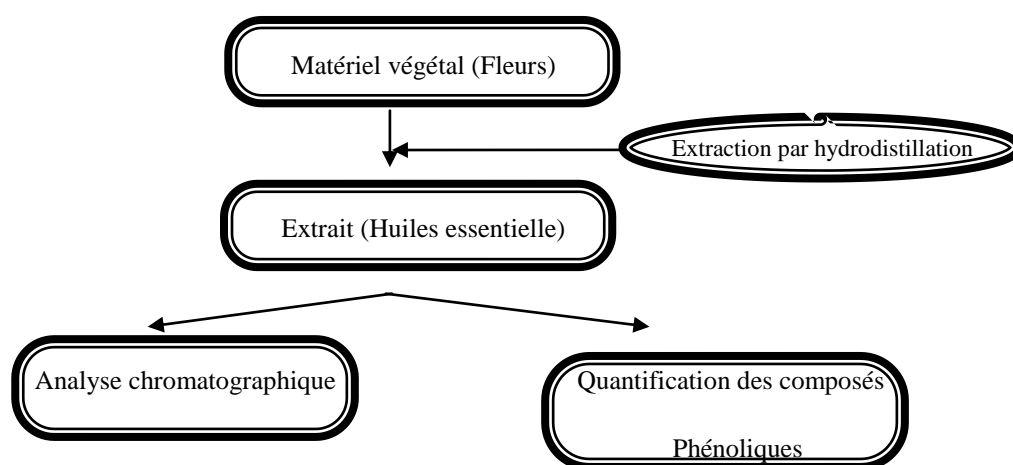 Matériel végétal (Fleurs)
Extraction par hydrodistillation
Extrait (Huiles essentielle)
Analyse chromatographique
Quantification des composés
Phénoliques